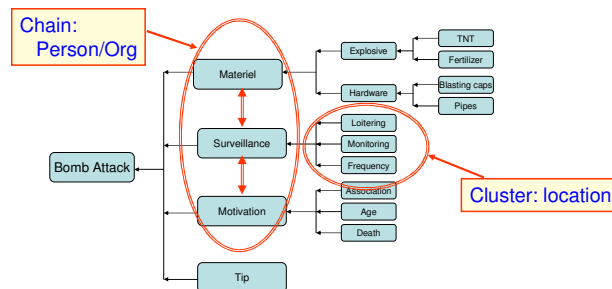 Chain:
Person/Org
Materiel
Explosive
TNT
Fertilizer
Hardware
Blasting caps
Pipes
Surveillance
Loitering
Monitoring
Frequency
Bomb Attack
Cluster: location
Motivation
Association
Age
Death
Tip